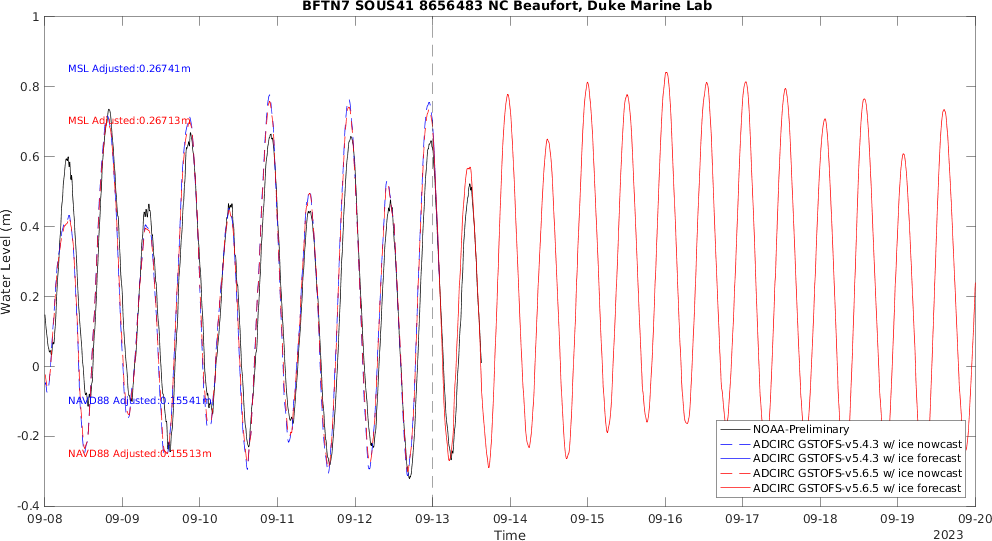 BFTN7 SOUS41 8656483 NC Beaufort, Duke Marine Lab
Water Level (m)
1
0.8
0.6
0.4
0.2
0
-0.2
-0.4
MSL Adjusted:0.26741m
MSL Adjusted:0.26713m
NAVD88 Adjusted:0.15541m
NAVD88 Adjusted:0.15513m
NOAA-Preliminary
ADCIRC GSTOFS-v5.4.3 w/ ice nowcast
ADCIRC GSTOFS-v5.4.3 w/ ice forecast
ADCIRC GSTOFS-v5.6.5 w/ ice nowcast
ADCIRC GSTOFS-v5.6.5 w/ ice forecast
09-08 09-09 09-10 09-11 09-12 09-13 09-14 09-15 09-16 09-17 09-18 09-19 09-20
Time
2023